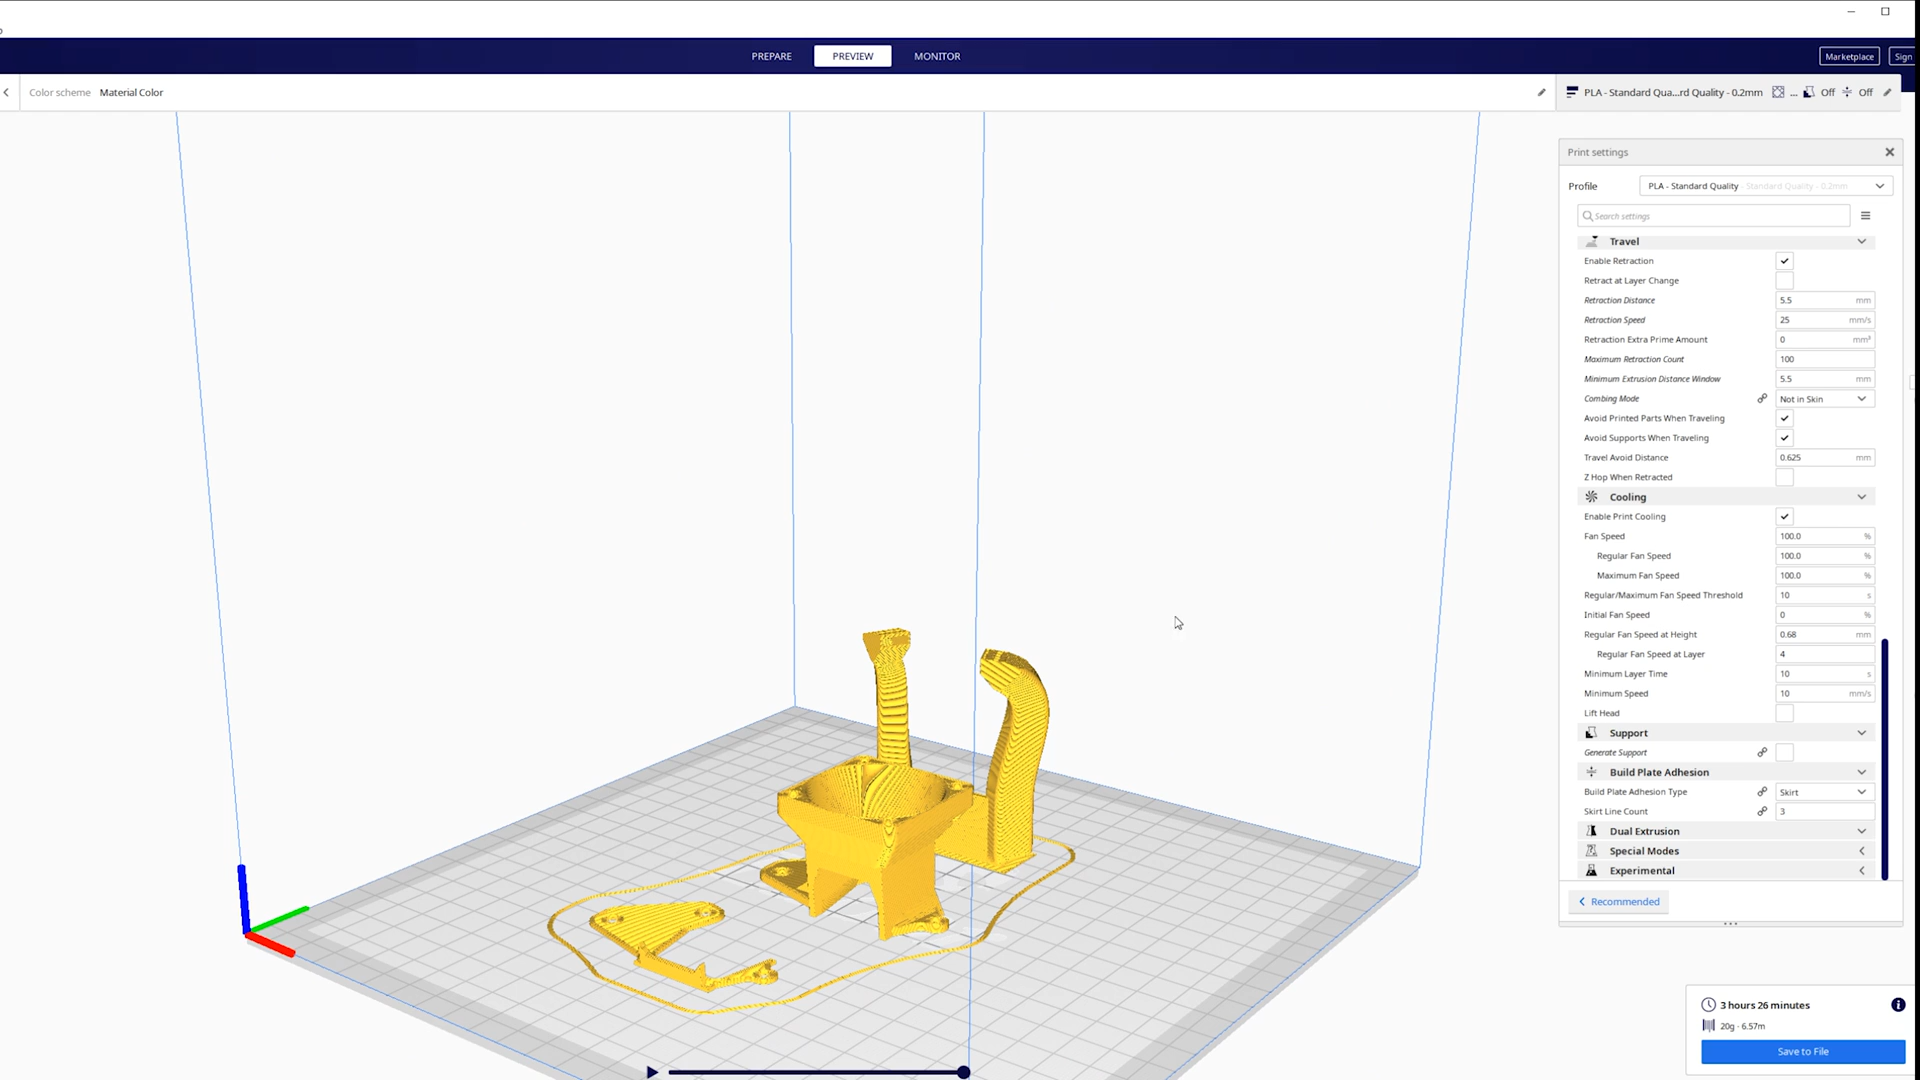 PREPARE PREVIEW MONITOR Marketplace Sign
Color scheme Material Color PLA - Standard Qua...rd Quality - 0.2mm ... Off Off
Print settings
Profile PLA - Standard Quality Standard Quality - 0.2mm
Search settings
Travel
Enable Retraction
Retract at Layer Change
Retraction Distance 5.5 mm
Retraction Speed 25 mm/s
Retraction Extra Prime Amount 0 mm³
Maximum Retraction Count 100
Minimum Extrusion Distance Window 5.5 mm
Combing Mode Not in Skin
Avoid Printed Parts When Traveling
Avoid Supports When Traveling
Travel Avoid Distance 0.625 mm
Z Hop When Retracted
Cooling
Enable Print Cooling
Fan Speed 100.0 %
Regular Fan Speed 100.0 %
Maximum Fan Speed 100.0 %
Regular/Maximum Fan Speed Threshold 10 s
Initial Fan Speed 0 %
Regular Fan Speed at Height 0.68 mm
Regular Fan Speed at Layer 4
Minimum Layer Time 10 s
Minimum Speed 10 mm/s
Lift Head
Support
Generate Support
Build Plate Adhesion
Build Plate Adhesion Type Skirt
Skirt Line Count 3
Dual Extrusion
Special Modes
Experimental
Recommended
3 hours 26 minutes
20g · 6.57m
Save to File